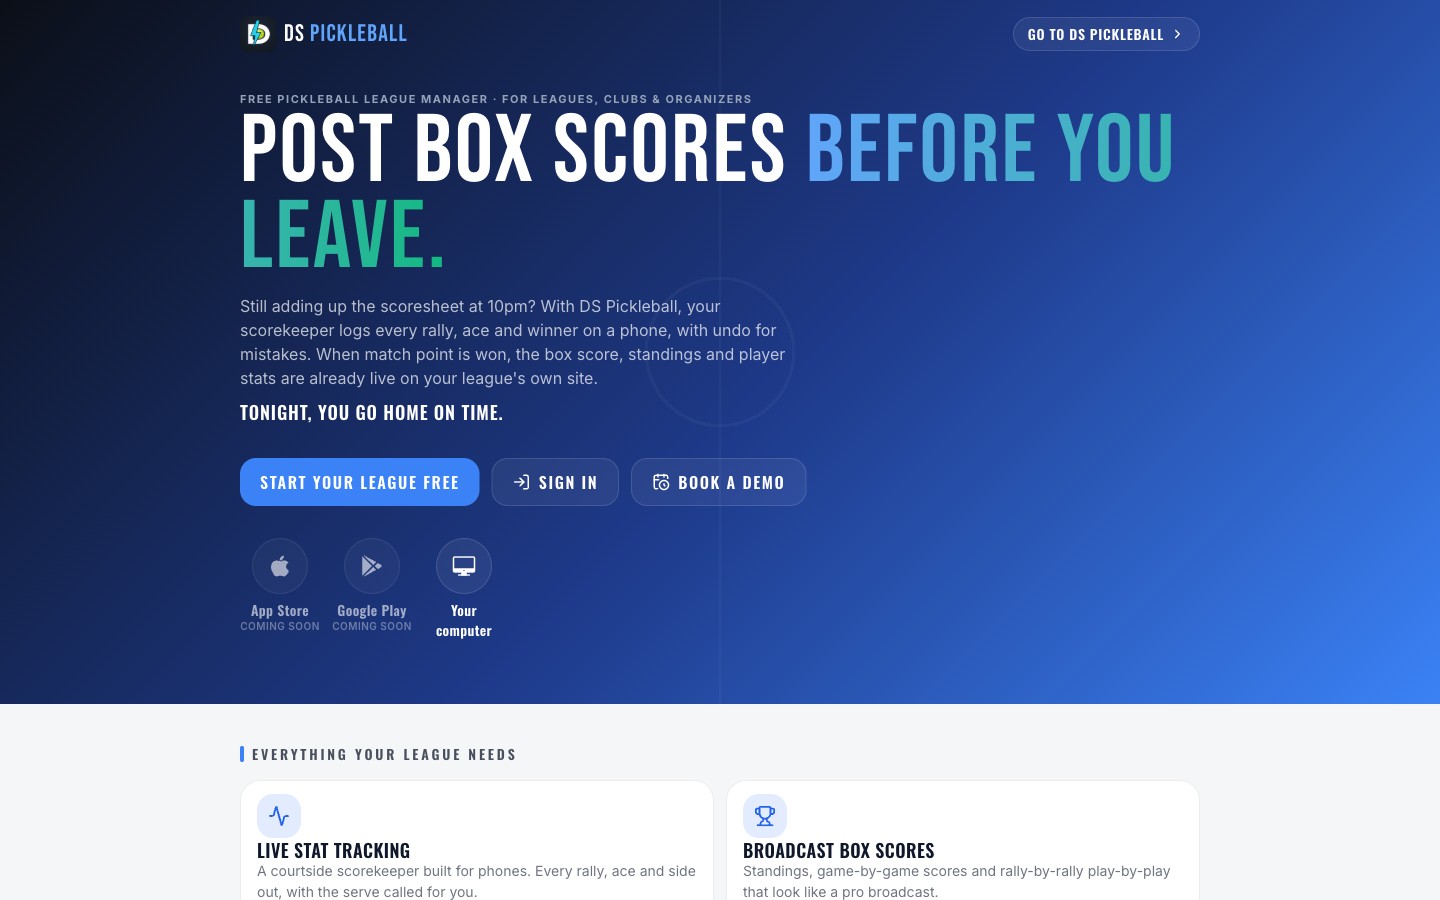 DS PICKLEBALL
GO TO DS PICKLEBALL
FREE PICKLEBALL LEAGUE MANAGER · FOR LEAGUES, CLUBS & ORGANIZERS
POST BOX SCORES BEFORE YOU
LEAVE.
Still adding up the scoresheet at 10pm? With DS Pickleball, your
scorekeeper logs every rally, ace and winner on a phone, with undo for
mistakes. When match point is won, the box score, standings and player
stats are already live on your league's own site.
TONIGHT, YOU GO HOME ON TIME.
START YOUR LEAGUE FREE
SIGN IN
BOOK A DEMO
App Store
COMING SOON
Google Play
COMING SOON
Your
computer
EVERYTHING YOUR LEAGUE NEEDS
LIVE STAT TRACKING
A courtside scorekeeper built for phones. Every rally, ace and side
out, with the serve called for you.
BROADCAST BOX SCORES
Standings, game-by-game scores and rally-by-rally play-by-play
that look like a pro broadcast.